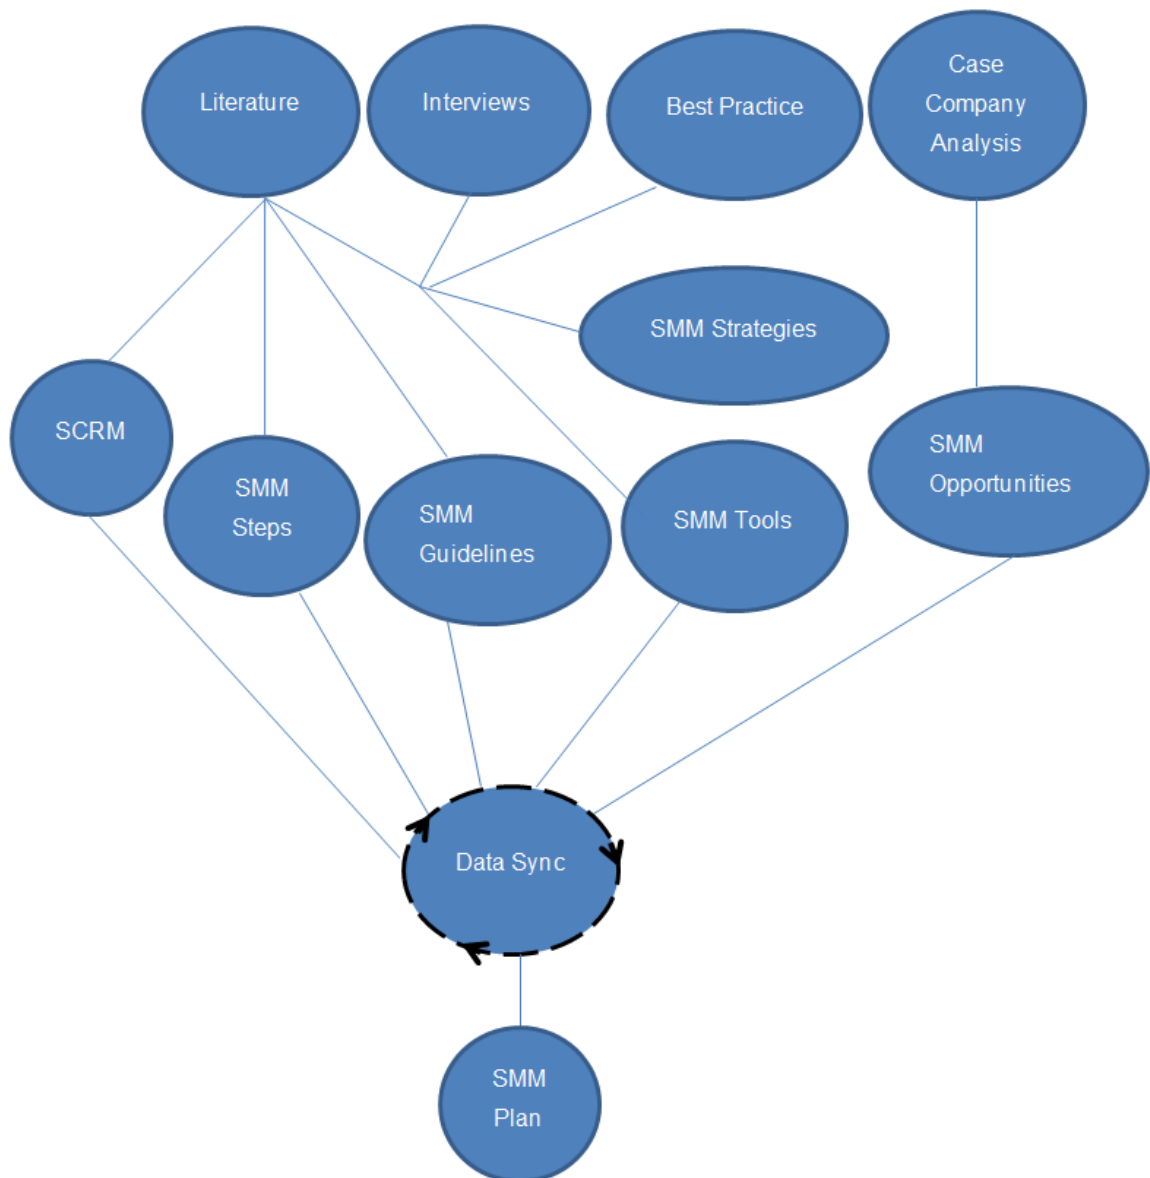 Literature
Interviews
Best Practice
Case
Company
Analysis
SMM Strategies
SCRM
SMM
Steps
SMM
Guidelines
SMM Tools
SMM
Opportunities
Data Sync
SMM
Plan